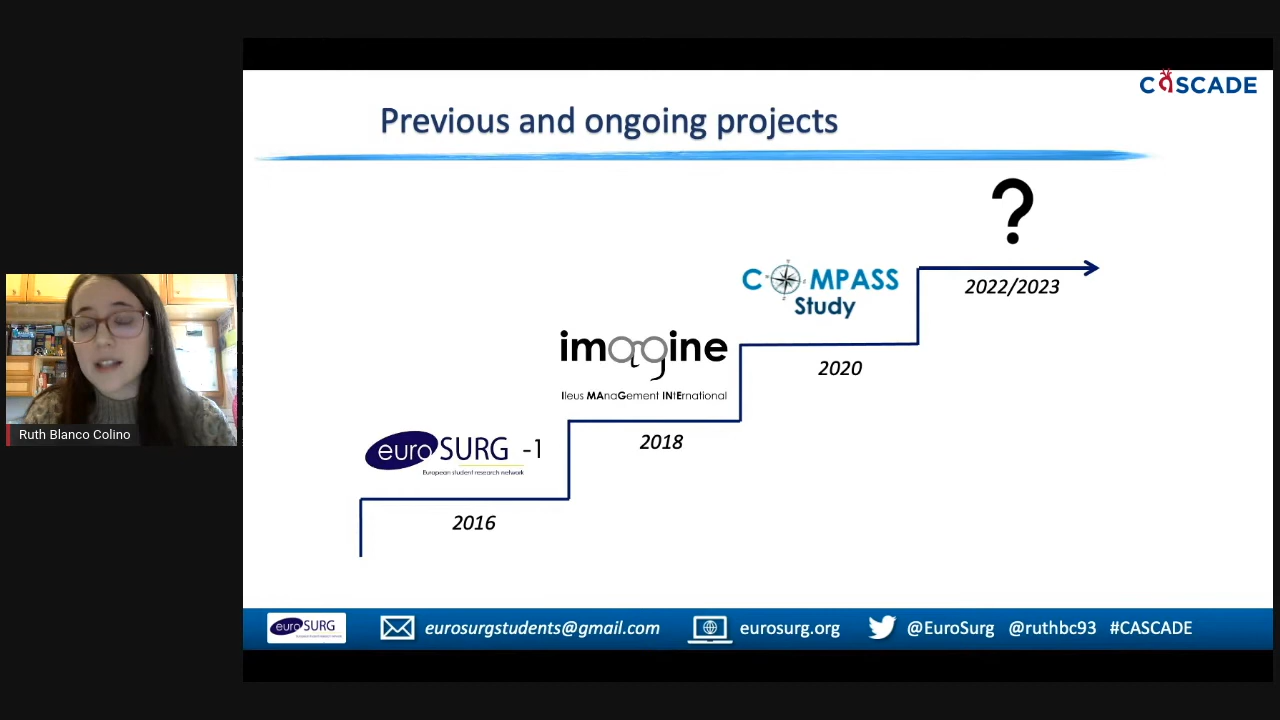 CASCADE
Previous and ongoing projects
?
2022/2023
COMPASS
Study
2020
imagine
Ileus MAnaGement INtErnational
2018
euroSURG -1
European student research network
2016
Ruth Blanco Colino
euroSURG
eurosurgstudents@gmail.com
eurosurg.org
@EuroSurg @ruthbc93 #CASCADE